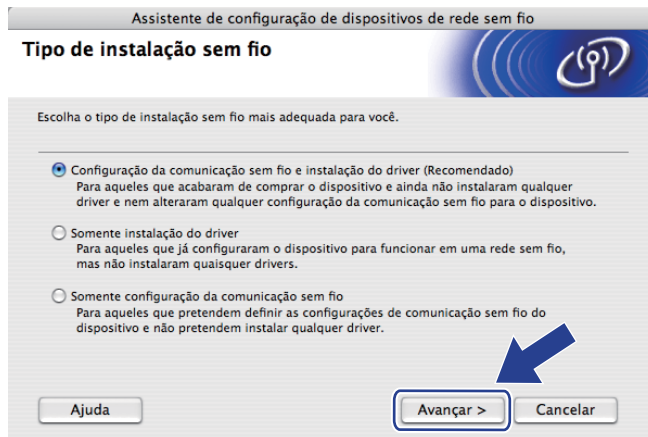 Assistente de configuração de dispositivos de rede sem fio
Tipo de instalação sem fio
Escolha o tipo de instalação sem fio mais adequada para você.
Configuração da comunicação sem fio e instalação do driver (Recomendado)
Para aqueles que acabaram de comprar o dispositivo e ainda não instalaram qualquer
driver e nem alteraram qualquer configuração da comunicação sem fio para o dispositivo.
Somente instalação do driver
Para aqueles que já configuraram o dispositivo para funcionar em uma rede sem fio,
mas não instalaram quaisquer drivers.
Somente configuração da comunicação sem fio
Para aqueles que pretendem definir as configurações de comunicação sem fio do
dispositivo e não pretendem instalar qualquer driver.
Ajuda Avançar > Cancelar